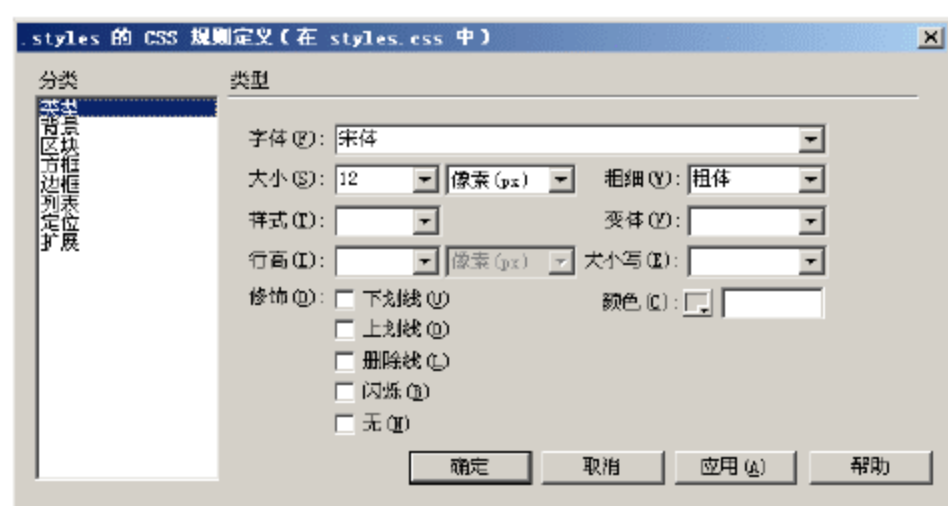 .styles 的 CSS 规则定义(在 styles.css 中)
分类
类型
类型
背景
区块
方框
边框
列表
定位
扩展
字体(F): 宋体
大小(S): 12 像素(px) 粗细(W): 粗体
样式(T): 变体(V):
行高(I): 像素(px) 大小写(R):
修饰(D): 下划线(U) 颜色(C):
上划线(O)
删除线(L)
闪烁(B)
无(N)
确定 取消 应用(A) 帮助